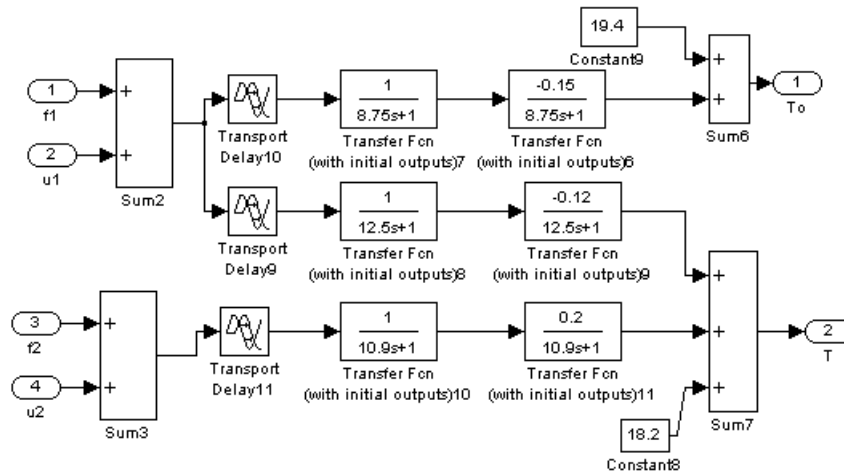 1
f1
2
u1
+
+
Sum2
Transport
Delay10
1
8.75s+1
Transfer Fcn
(with initial outputs)7
-0.15
8.75s+1
Transfer Fcn
(with initial outputs)6
19.4
Constant9
+
+
Sum6
1
To
Transport
Delay9
1
12.5s+1
Transfer Fcn
(with initial outputs)8
-0.12
12.5s+1
Transfer Fcn
(with initial outputs)9
3
f2
4
u2
+
+
Sum3
Transport
Delay11
1
10.9s+1
Transfer Fcn
(with initial outputs)10
0.2
10.9s+1
Transfer Fcn
(with initial outputs)11
18.2
Constant8
+
+
+
Sum7
2
T